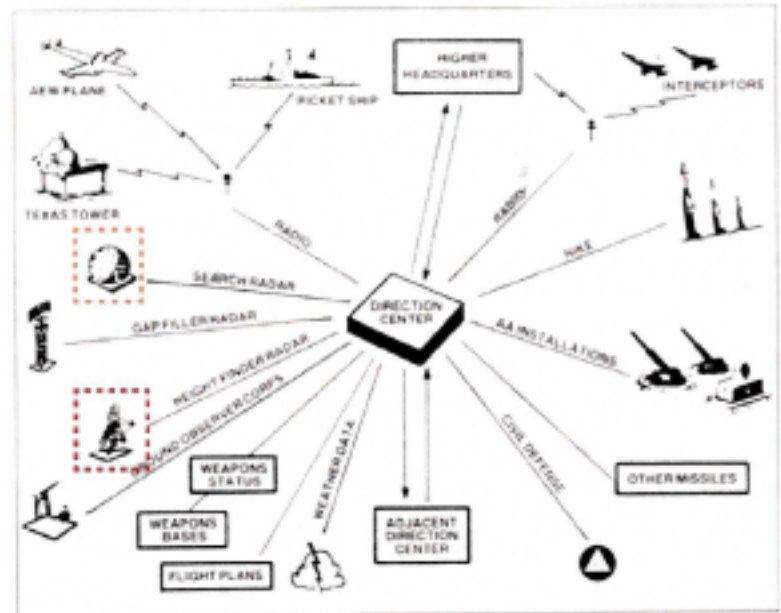 AEW PLANE
PICKET SHIP
HIGHER
HEADQUARTERS
INTERCEPTORS
TEXAS TOWER
RADIO
RADIO
NIKE
SEARCH RADAR
DIRECTION
CENTER
GAP FILLER RADAR
AA INSTALLATIONS
HEIGHT FINDER RADAR
GROUND OBSERVER CORPS
WEAPONS
STATUS
WEATHER DATA
CIVIL DEFENSE
OTHER MISSILES
WEAPONS
BASES
ADJACENT
DIRECTION
CENTER
FLIGHT PLANS